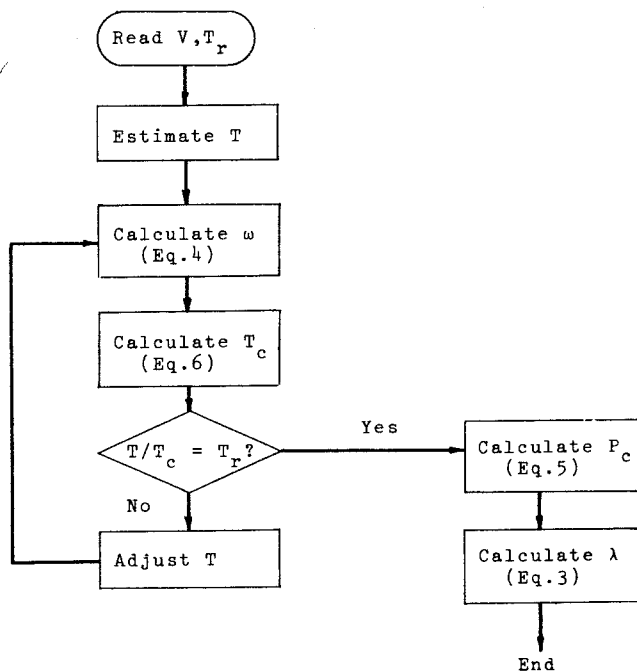 Read V,T_r
Estimate T
Calculate ω
(Eq.4)
Calculate T_c
(Eq.6)
T/T_c = T_r?
Yes
No
Adjust T
Calculate P_c
(Eq.5)
Calculate λ
(Eq.3)
End